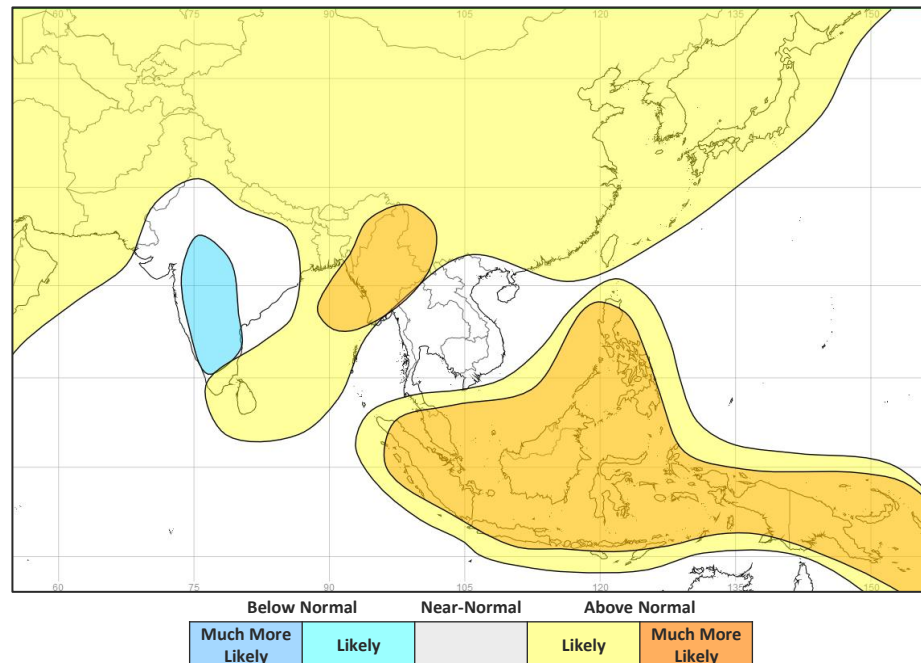 60 75 90 105 120 135 150
60 75 90 105 120 135 150
Below Normal Near-Normal Above Normal
Much More Likely Likely Much More
Likely Likely